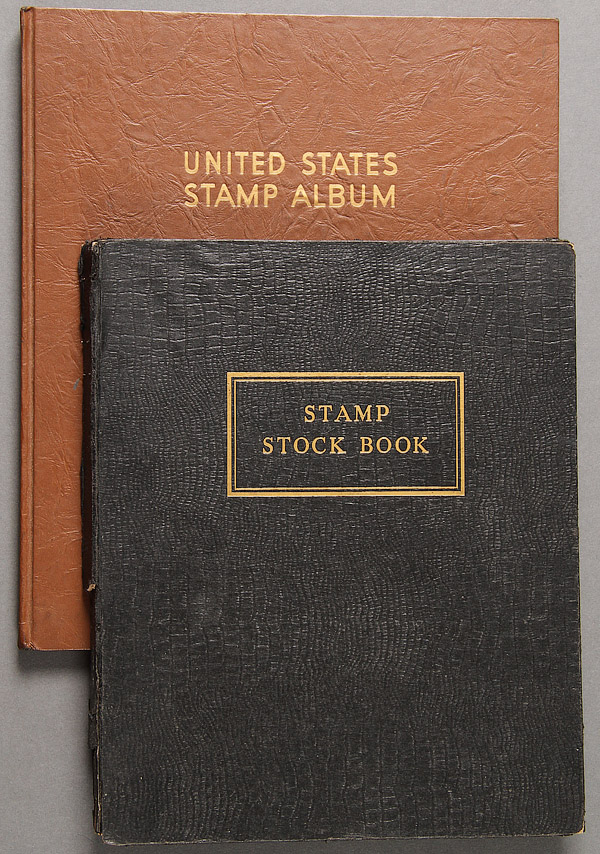 UNITED STATES
STAMP ALBUM
STAMP
STOCK BOOK